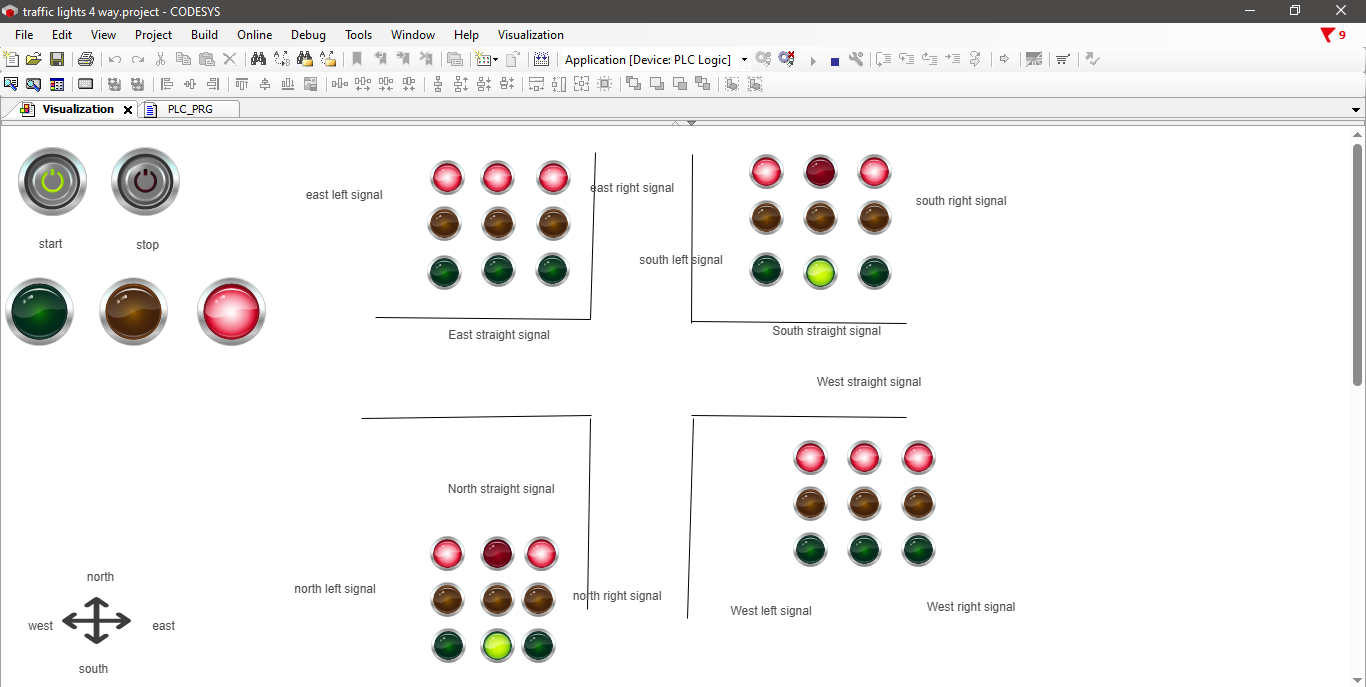 traffic lights 4 way.project - CODESYS
File Edit View Project Build Online Debug Tools Window Help Visualization
9
Application [Device: PLC Logic]
Visualization PLC_PRG
east left signal
east right signal
south right signal
start
stop
south left signal
East straight signal
South straight signal
West straight signal
North straight signal
north
north left signal
north right signal
West left signal
West right signal
west
east
south